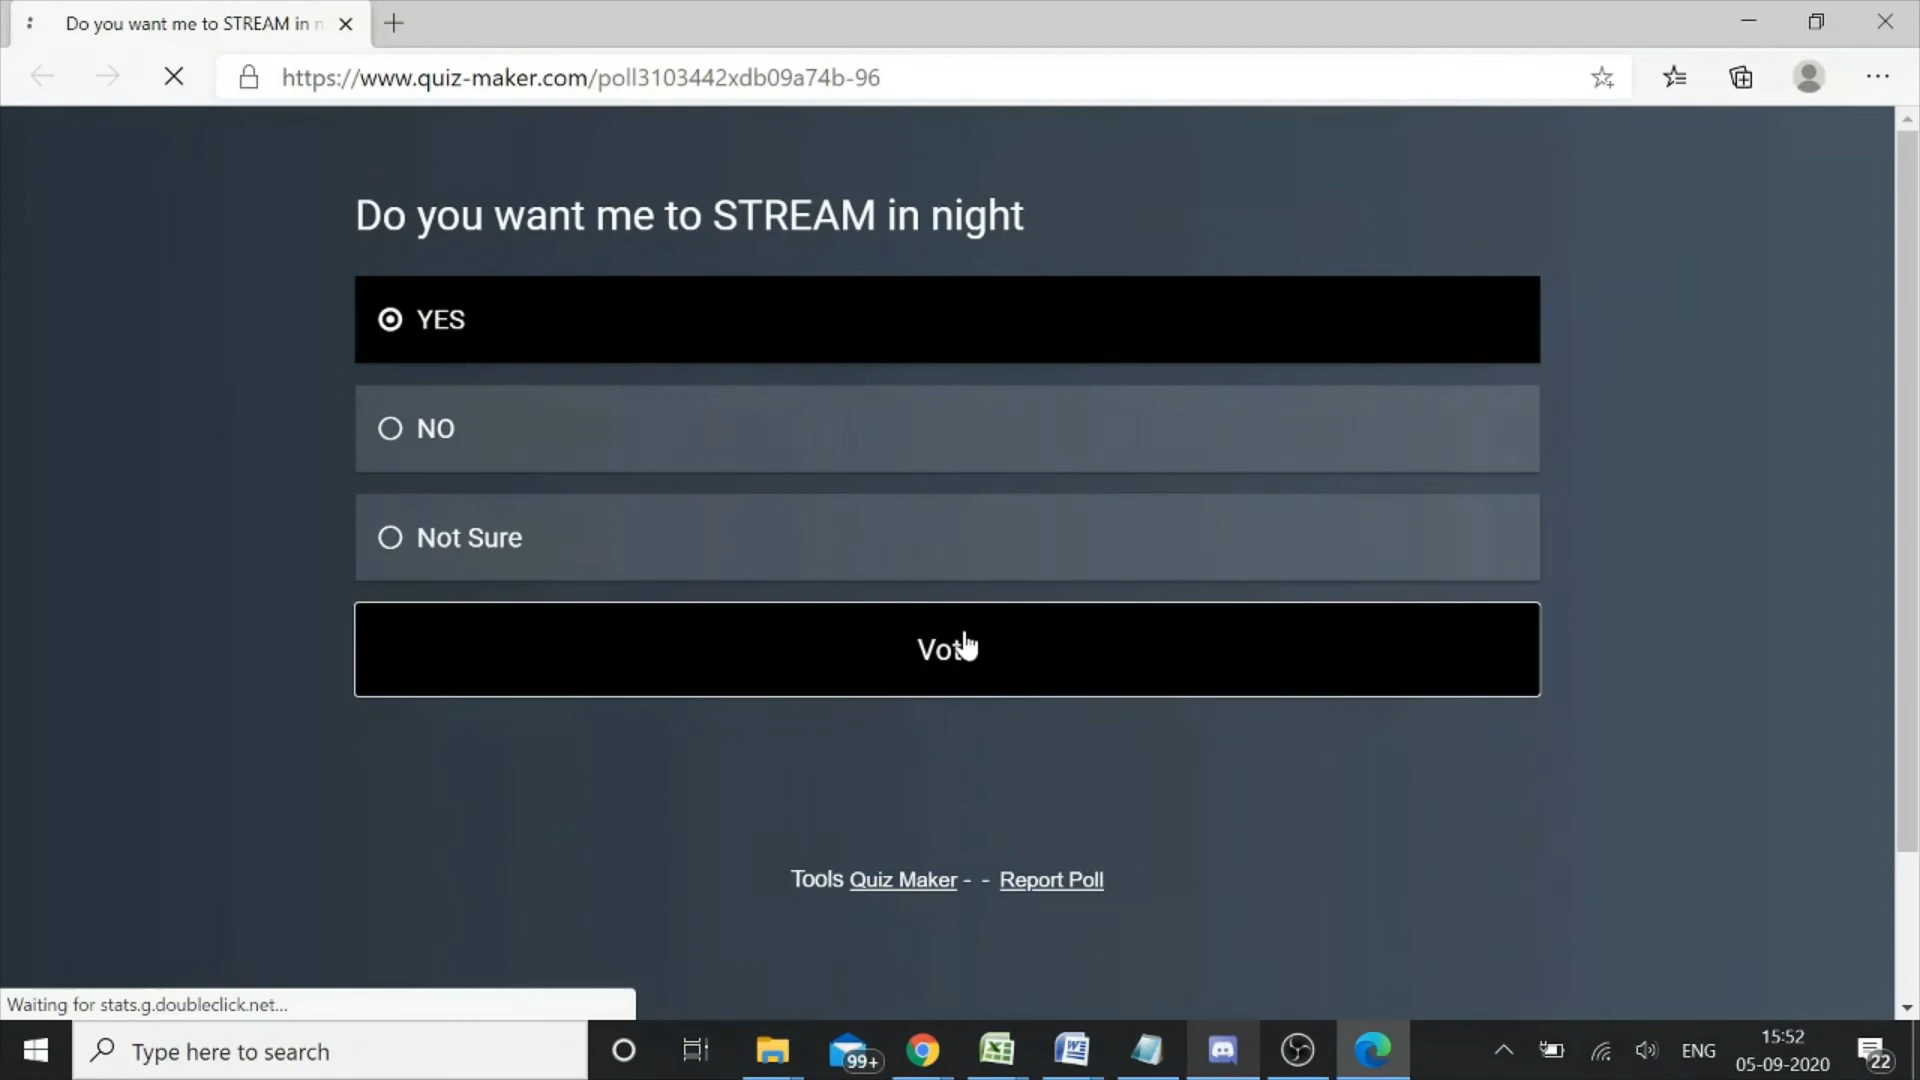 Do you want me to STREAM in n
https://www.quiz-maker.com/poll3103442xdb09a74b-96
Do you want me to STREAM in night
YES
NO
Not Sure
Tools Quiz Maker - - Report Poll
Waiting for stats.g.doubleclick.net...
Type here to search
99+
ENG
15:52
05-09-2020
22